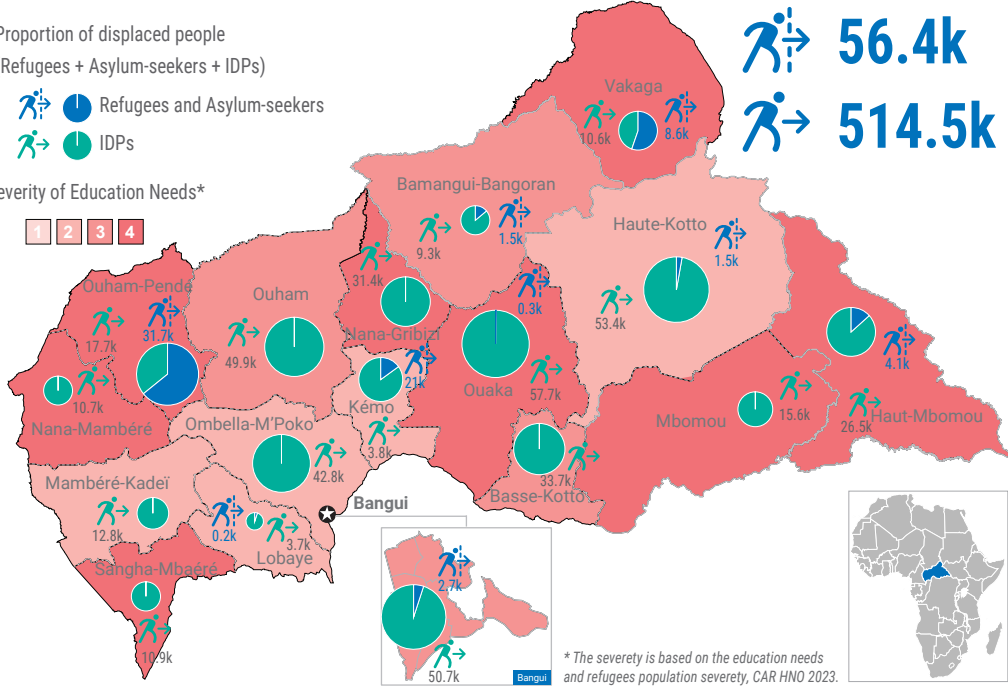 Proportion of displaced people
(Refugees + Asylum-seekers + IDPs)
Refugees and Asylum-seekers
IDPs
everity of Education Needs*
1 2 3 4
56.4k
514.5k
Vakaga
10.6k
8.6k
Bamangui-Bangoran
9.3k
1.5k
Haute-Kotto
1.5k
53.4k
Ouham-Pendé
31.7k
17.7k
Ouham
49.9k
31.4k
Nana-Gribizi
0.3k
Ouaka
57.7k
4.1k
26.5k
Haut-Mbomou
Mbomou
15.6k
10.7k
Nana-Mambéré
21k
Kémo
3.8k
Ombella-M'Poko
42.8k
33.7k
Basse-Kotto
Mambéré-Kadeï
12.8k
0.2k
3.7k
Lobaye
Bangui
Sangha-Mbaéré
10.9k
2.7k
50.7k
Bangui
* The severety is based on the education needs
and refugees population severety, CAR HNO 2023.